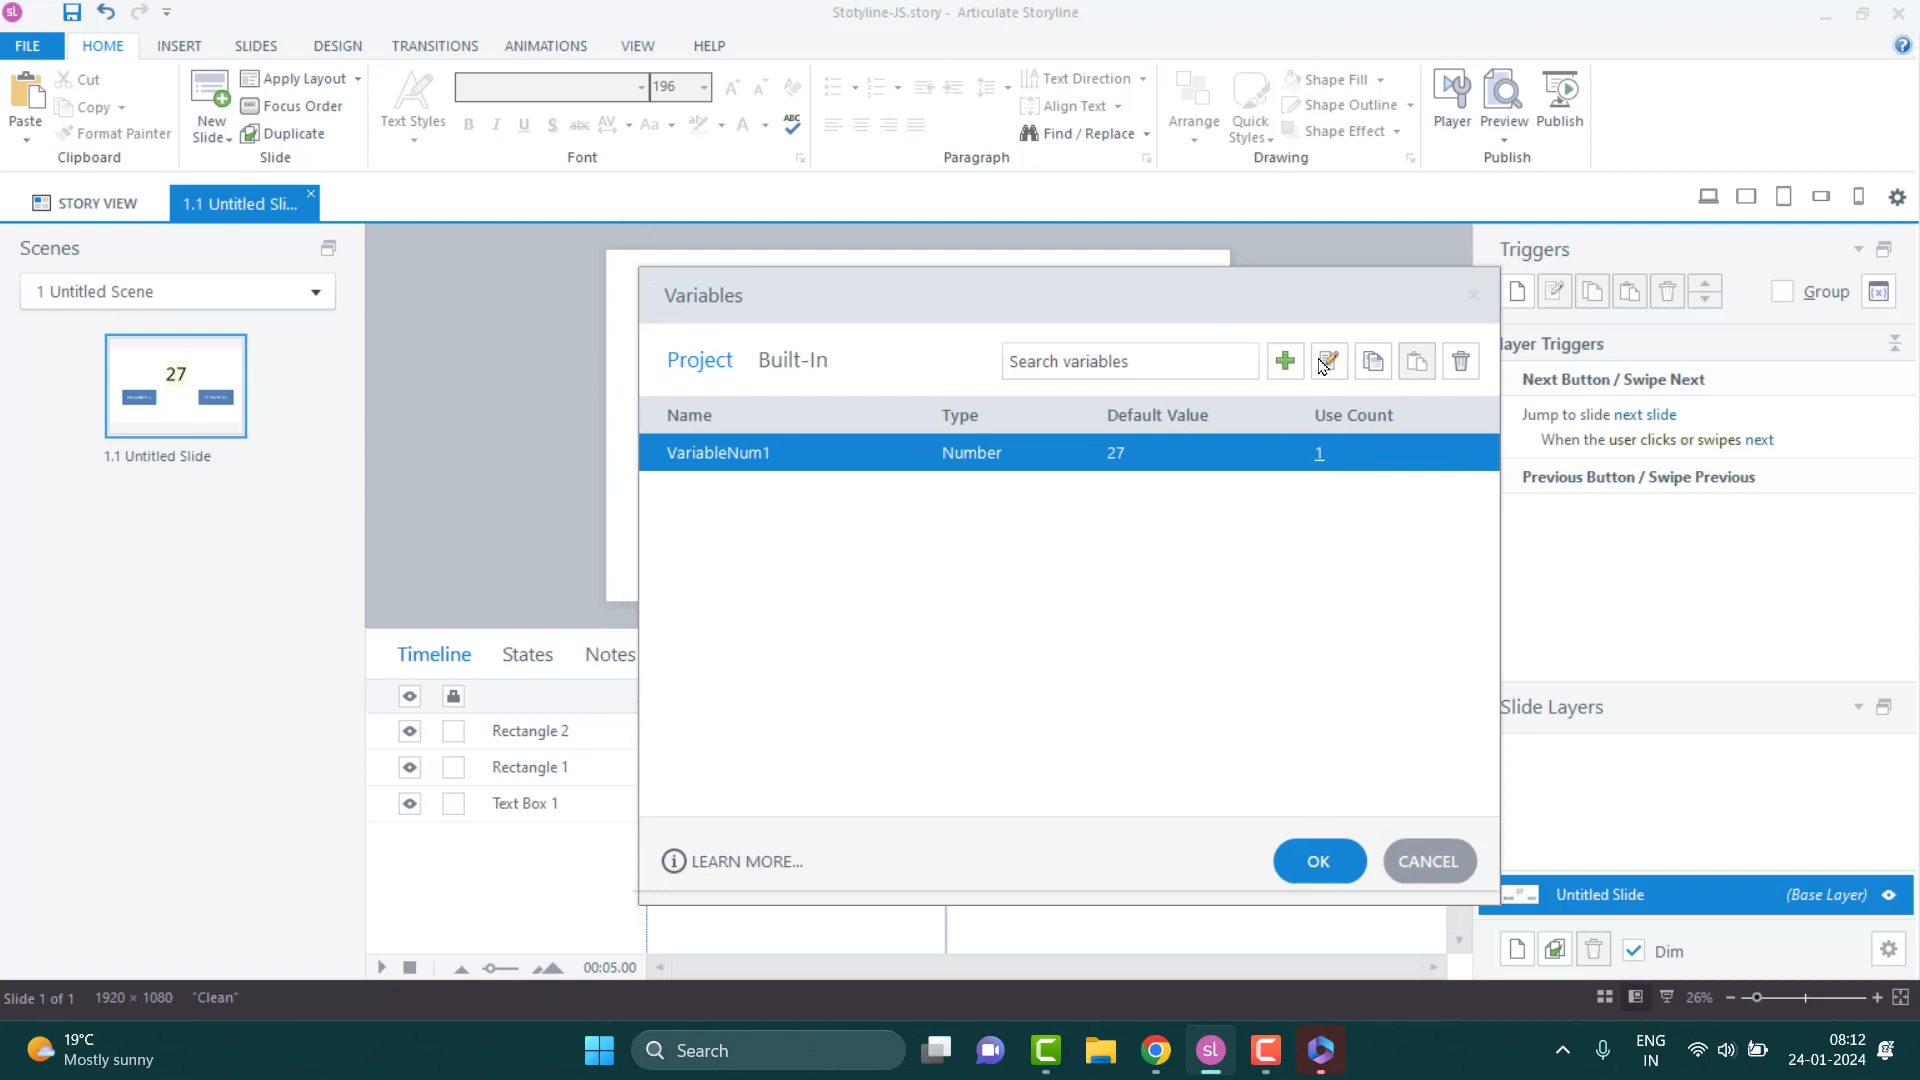 sl
Stotyline-JS.story - Articulate Storyline
FILE HOME INSERT SLIDES DESIGN TRANSITIONS ANIMATIONS VIEW HELP
Paste
Cut
Copy
Format Painter
Clipboard
New Slide
Apply Layout
Focus Order
Duplicate
Slide
Text Styles
196
B I U S abc AV Aa A ABC
Font
Text Direction
Align Text
Find / Replace
Paragraph
Arrange
Quick Styles
Shape Fill
Shape Outline
Shape Effect
Drawing
Player
Preview
Publish
Publish
STORY VIEW
1.1 Untitled Sli...
Scenes
1 Untitled Scene
27
1.1 Untitled Slide
Variables
Project Built-In
Search variables
Name Type Default Value Use Count
VariableNum1 Number 27 1
LEARN MORE...
OK CANCEL
Timeline States Notes
Rectangle 2
Rectangle 1
Text Box 1
00:05.00
Triggers
Group
layer Triggers
Next Button / Swipe Next
Jump to slide next slide
When the user clicks or swipes next
Previous Button / Swipe Previous
Slide Layers
Untitled Slide (Base Layer)
Dim
Slide 1 of 1 1920 × 1080 "Clean"
26%
19°C
Mostly sunny
Search
sl
ENG
IN
08:12
24-01-2024